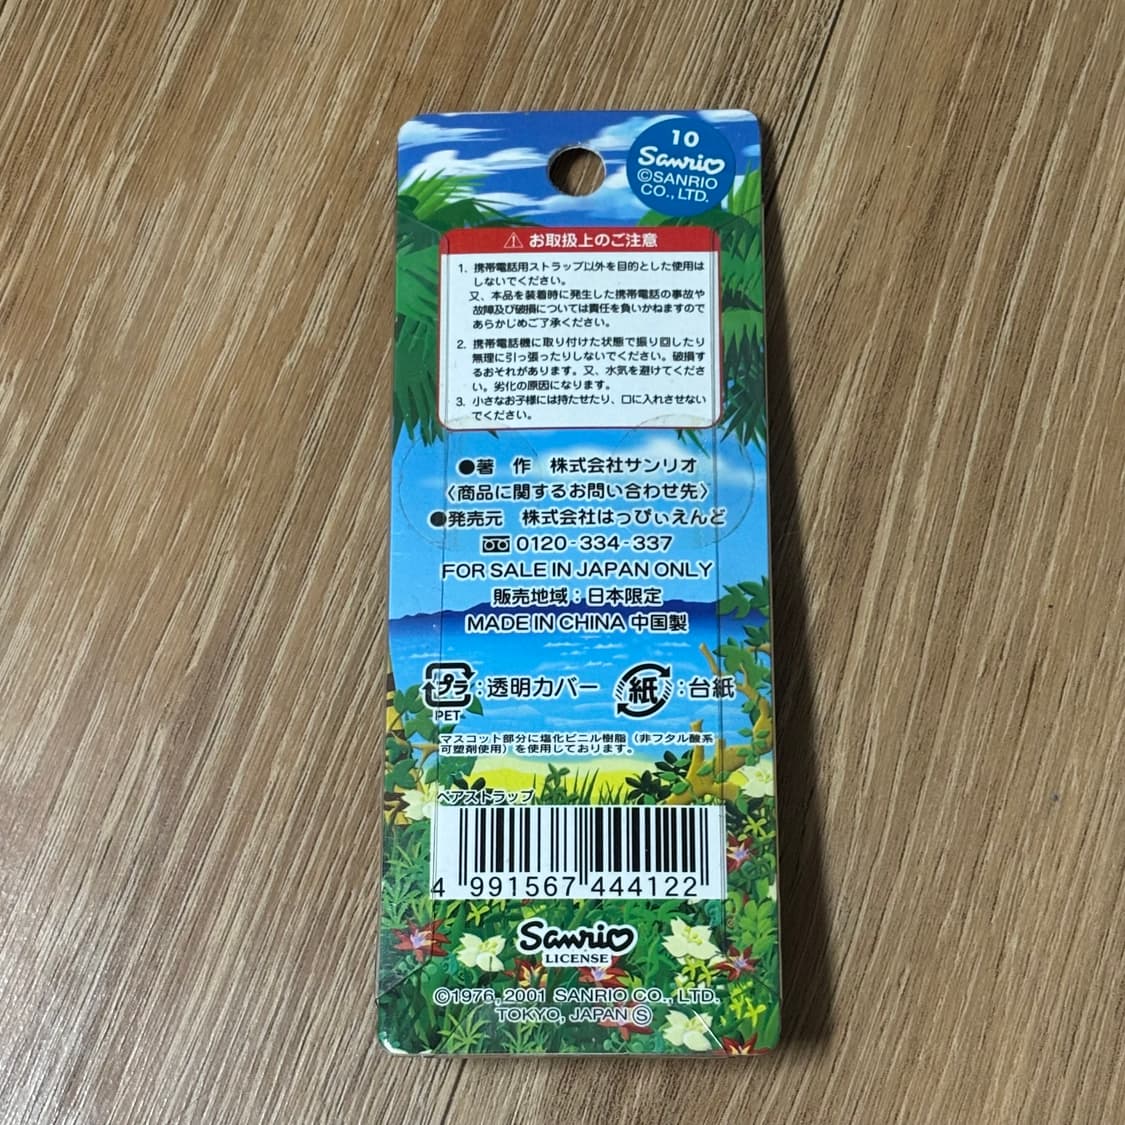 10
Sanrio
©SANRIO
CO.,LTD.
⚠ お取扱上のご注意
1. 携帯電話用ストラップ以外を目的とした使用は
しないでください。
又、本品を装着時に発生した携帯電話の事故や
故障及び破損については責任を負いかねますので
あらかじめご了承ください。
2. 携帯電話機に取り付けた状態で振り回したり
無理に引っ張ったりしないでください。破損す
るおそれがあります。又、水気を避けてくださ
い。劣化の原因になります。
3. 小さなお子様には持たせたり、口に入れさせない
でください。
●著 作 株式会社サンリオ
〈商品に関するお問い合わせ先〉
●発売元 株式会社はっぴぃえんど
0120-334-337
FOR SALE IN JAPAN ONLY
販売地域：日本限定
MADE IN CHINA 中国製
プラ：透明カバー 紙：台紙
PET
マスコット部分に塩化ビニル樹脂（非フタル酸系
可塑剤使用）を使用しております。
ペアストラップ
4 991567 444122
Sanrio
LICENSE
©1976, 2001 SANRIO CO., LTD.
TOKYO, JAPAN Ⓢ